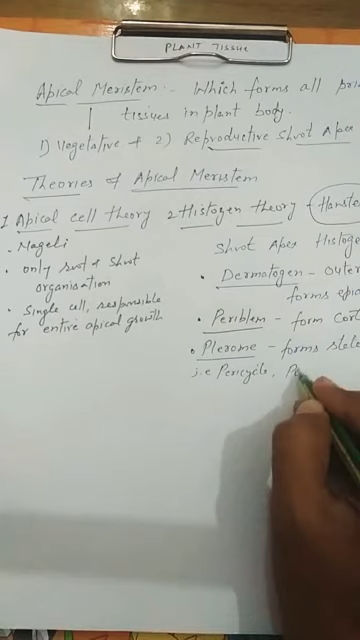 PLANT TISSUE
Apical Meristem :- Which forms all pri
tissues in plant body.
1) Vegetative & 2) Reproductive Shoot Apex
Theories of Apical Meristem
1 Apical cell theory 2 Histogen theory - Hanste
• Nageli
Shoot Apex Histoge
• only root & Shoot
organisation
• Dermatogen - Outer
forms epid
• Single cell, responsible
for entire apical growth
• Periblem - form Cort
• Plerome - forms stele
i.e Pericycle, P